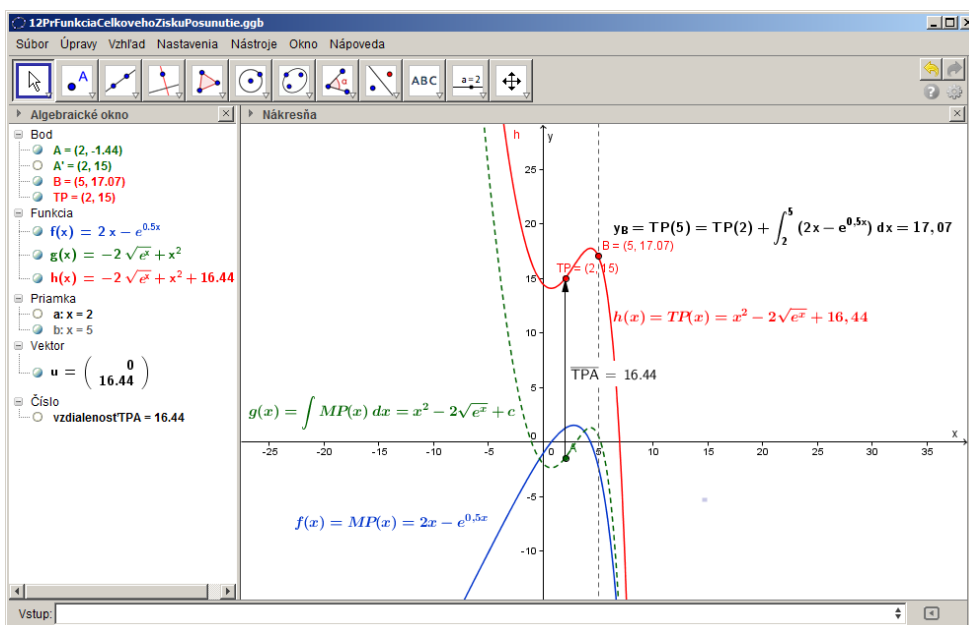 12PrFunkciaCelkovehoZiskuPosunutie.ggb
Súbor Úpravy Vzhľad Nastavenia Nástroje Okno Nápoveda
A α ABC a=2
Algebraické okno
Bod
A = (2, -1.44)
A' = (2, 15)
B = (5, 17.07)
TP = (2, 15)
Funkcia
f(x) = 2 x − e^{0,5x}
g(x) = −2 √(e^x) + x²
h(x) = −2 √(e^x) + x² + 16.44
Priamka
a: x = 2
b: x = 5
Vektor
u = ( 0
16.44 )
Číslo
vzdialenosťTPA = 16.44
Nákresňa
h
y
25
20
15
10
5
0
-5
-10
y_B = TP(5) = TP(2) + ∫_2^5 (2x − e^{0,5x}) dx = 17,07
B = (5, 17.07)
TP = (2, 15)
h(x) = TP(x) = x² − 2√(e^x) + 16,44
TPA = 16.44
g(x) = ∫ MP(x) dx = x² − 2√(e^x) + c
x
-25 -20 -15 -10 -5 0 5 10 15 20 25 30 35
A
f(x) = MP(x) = 2x − e^{0,5x}
Vstup: